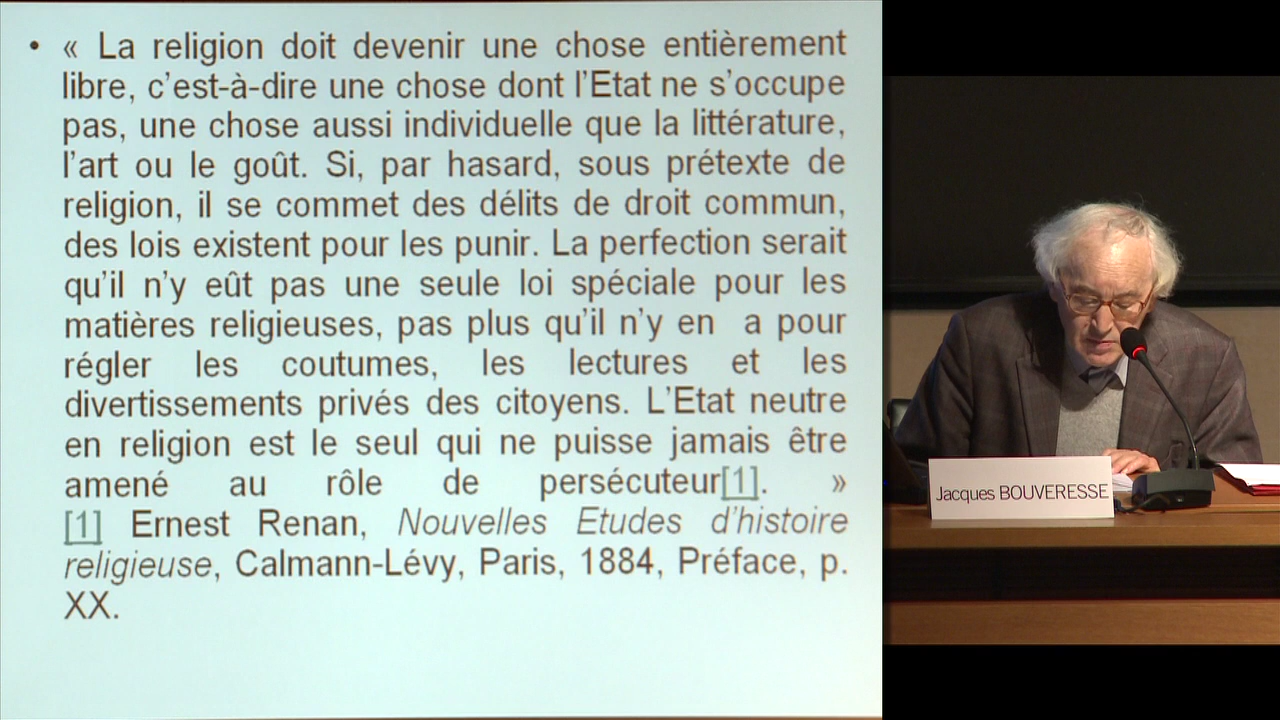 • « La religion doit devenir une chose entièrement
libre, c’est-à-dire une chose dont l’Etat ne s’occupe
pas, une chose aussi individuelle que la littérature,
l’art ou le goût. Si, par hasard, sous prétexte de
religion, il se commet des délits de droit commun,
des lois existent pour les punir. La perfection serait
qu’il n’y eût pas une seule loi spéciale pour les
matières religieuses, pas plus qu’il n’y en a pour
régler les coutumes, les lectures et les
divertissements privés des citoyens. L’Etat neutre
en religion est le seul qui ne puisse jamais être
amené au rôle de persécuteur[1]. »
[1] Ernest Renan, Nouvelles Etudes d’histoire
religieuse, Calmann-Lévy, Paris, 1884, Préface, p.
XX.
Jacques BOUVERESSE